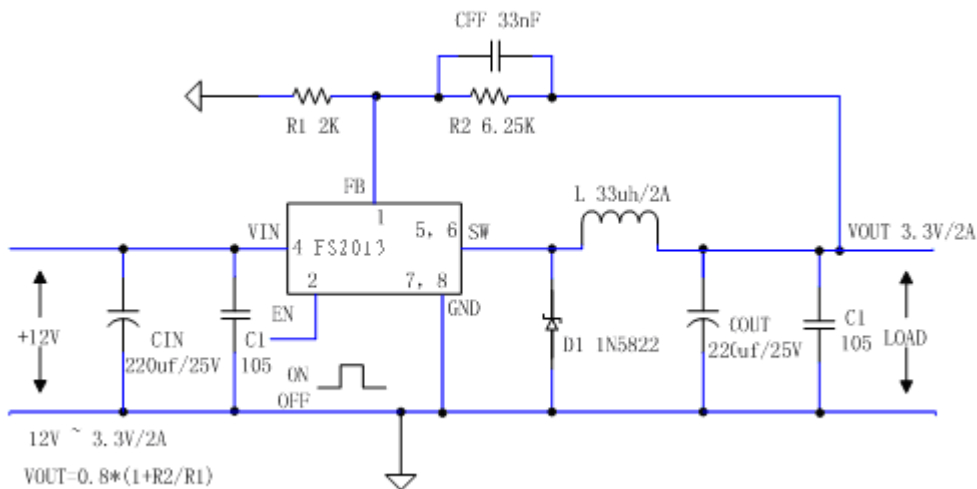 CFF 33nF
R1 2K
R2 6.25K
FB
L 33uh/2A
1
5, 6
SW
VOUT 3.3V/2A
VIN
4 FS2013
2
7, 8
EN
GND
+12V
CIN
220uf/25V
C1
105
D1 1N5822
COUT
220uf/25V
C1
105
LOAD
ON
OFF
12V ~ 3.3V/2A
VOUT=0.8*(1+R2/R1)